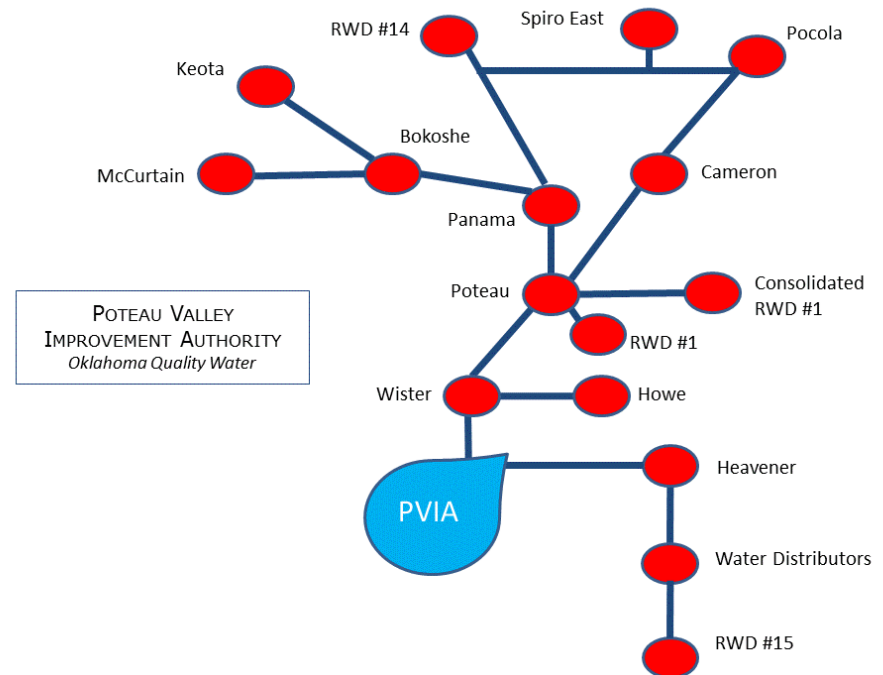 Spiro East
RWD #14
Pocola
Keota
Bokoshe
McCurtain
Cameron
Panama
Poteau
Consolidated
RWD #1
POTEAU VALLEY
IMPROVEMENT AUTHORITY
Oklahoma Quality Water
RWD #1
Wister
Howe
Heavener
PVIA
Water Distributors
RWD #15